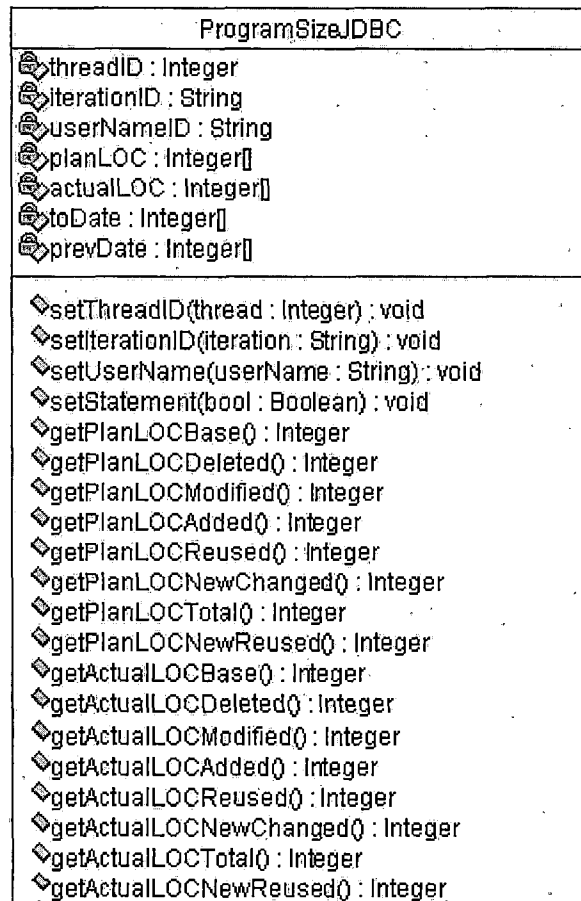 ProgramSizeJDBC
threadID : Integer
iterationID : String
userNameID : String
planLOC : Integer[]
actualLOC : Integer[]
toDate : Integer[]
prevDate : Integer[]
setThreadID(thread : Integer) : void
setIterationID(iteration : String) : void
setUserName(userName : String) : void
setStatement(bool : Boolean) : void
getPlanLOCBase() : Integer
getPlanLOCDeleted() : Integer
getPlanLOCModified() : Integer
getPlanLOCAdded() : Integer
getPlanLOCReused() : Integer
getPlanLOCNewChanged() : Integer
getPlanLOCTotal() : Integer
getPlanLOCNewReused() : Integer
getActualLOCBase() : Integer
getActualLOCDeleted() : Integer
getActualLOCModified() : Integer
getActualLOCAdded() : Integer
getActualLOCReused() : Integer
getActualLOCNewChanged() : Integer
getActualLOCTotal() : Integer
getActualLOCNewReused() : Integer